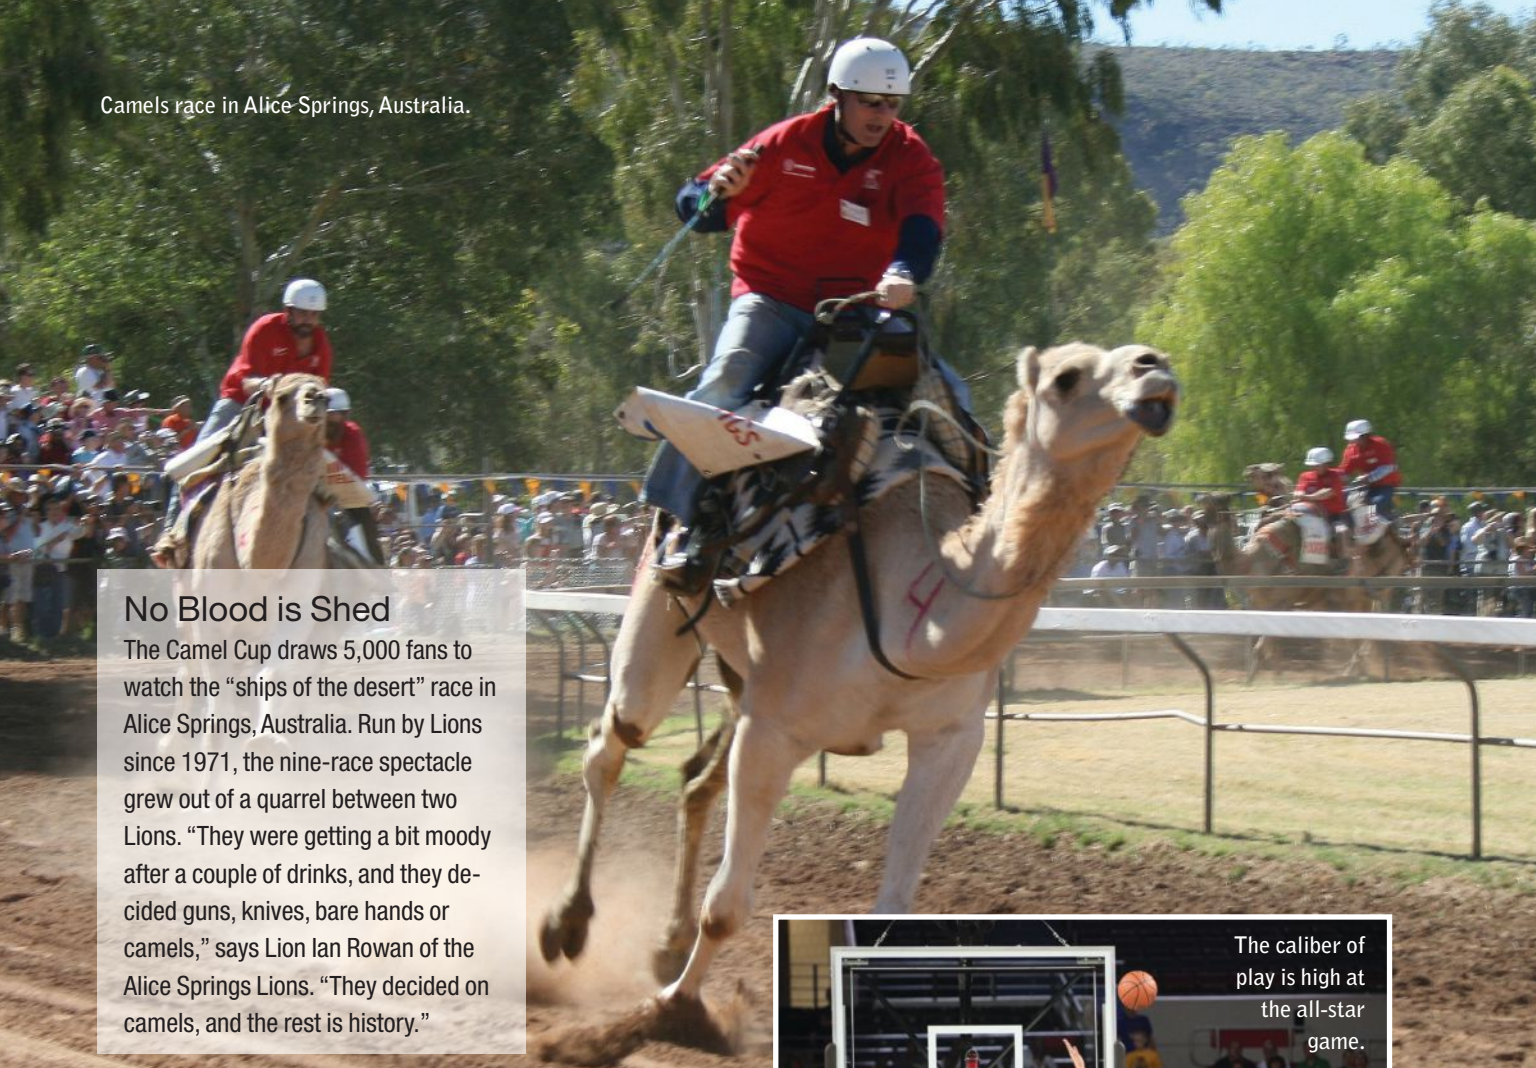 Camels race in Alice Springs, Australia.
No Blood is Shed
The Camel Cup draws 5,000 fans to
watch the “ships of the desert” race in
Alice Springs, Australia. Run by Lions
since 1971, the nine-race spectacle
grew out of a quarrel between two
Lions. “They were getting a bit moody
after a couple of drinks, and they de-
cided guns, knives, bare hands or
camels,” says Lion Ian Rowan of the
Alice Springs Lions. “They decided on
camels, and the rest is history.”
4
The caliber of
play is high at
the all-star
game.